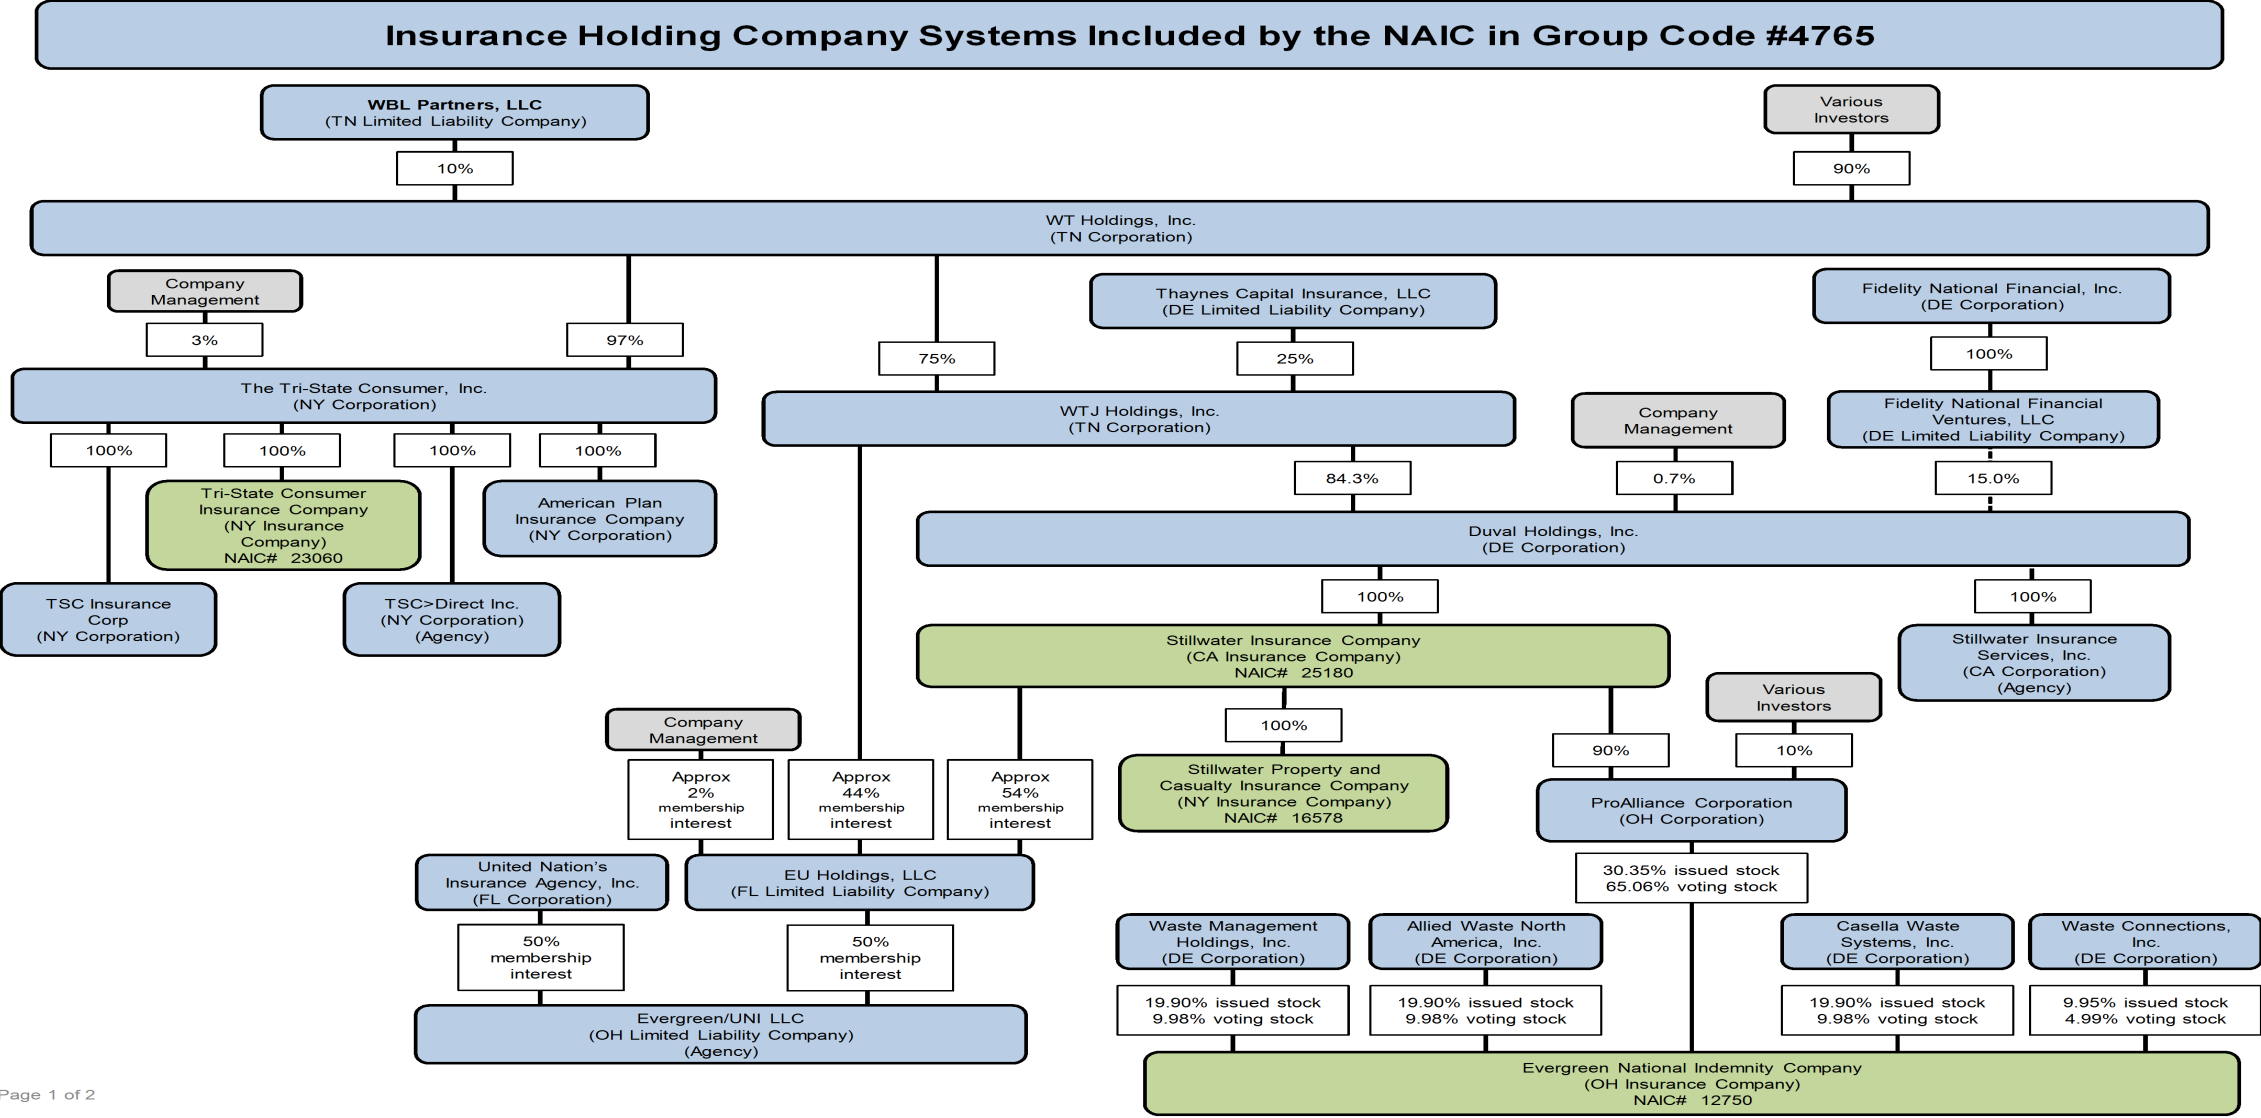 Insurance Holding Company Systems Included by the NAIC in Group Code #4765
WBL Partners, LLC
(TN Limited Liability Company)
Various
Investors
10%
90%
WT Holdings, Inc.
(TN Corporation)
Company
Management
Thaynes Capital Insurance, LLC
(DE Limited Liability Company)
Fidelity National Financial, Inc.
(DE Corporation)
3%
97%
75%
25%
100%
The Tri-State Consumer, Inc.
(NY Corporation)
WTJ Holdings, Inc.
(TN Corporation)
Company
Management
Fidelity National Financial
Ventures, LLC
(DE Limited Liability Company)
100%
100%
100%
100%
84.3%
0.7%
15.0%
Tri-State Consumer
Insurance Company
(NY Insurance
Company)
NAIC# 23060
American Plan
Insurance Company
(NY Corporation)
Duval Holdings, Inc.
(DE Corporation)
TSC Insurance
Corp
(NY Corporation)
TSC>Direct Inc.
(NY Corporation)
(Agency)
100%
100%
Stillwater Insurance Company
(CA Insurance Company)
NAIC# 25180
Stillwater Insurance
Services, Inc.
(CA Corporation)
(Agency)
Company
Management
Various
Investors
100%
90%
10%
Approx
2%
membership
interest
Approx
44%
membership
interest
Approx
54%
membership
interest
Stillwater Property and
Casualty Insurance Company
(NY Insurance Company)
NAIC# 16578
ProAlliance Corporation
(OH Corporation)
United Nation’s
Insurance Agency, Inc.
(FL Corporation)
EU Holdings, LLC
(FL Limited Liability Company)
30.35% issued stock
65.06% voting stock
50%
membership
interest
50%
membership
interest
Waste Management
Holdings, Inc.
(DE Corporation)
Allied Waste North
America, Inc.
(DE Corporation)
Casella Waste
Systems, Inc.
(DE Corporation)
Waste Connections,
Inc.
(DE Corporation)
19.90% issued stock
9.98% voting stock
19.90% issued stock
9.98% voting stock
19.90% issued stock
9.98% voting stock
9.95% issued stock
4.99% voting stock
Evergreen/UNI LLC
(OH Limited Liability Company)
(Agency)
Evergreen National Indemnity Company
(OH Insurance Company)
NAIC# 12750
Page 1 of 2